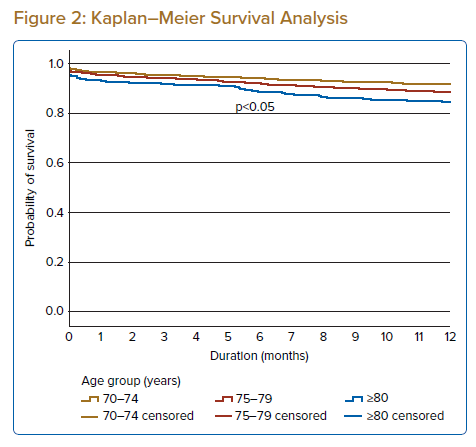 Figure 2: Kaplan–Meier Survival Analysis
1.0
0.8
0.6
0.4
0.2
0.0
Probability of survival
p<0.05
0 1 2 3 4 5 6 7 8 9 10 11 12
Duration (months)
Age group (years)
70–74 75–79 ≥80
70–74 censored 75–79 censored ≥80 censored